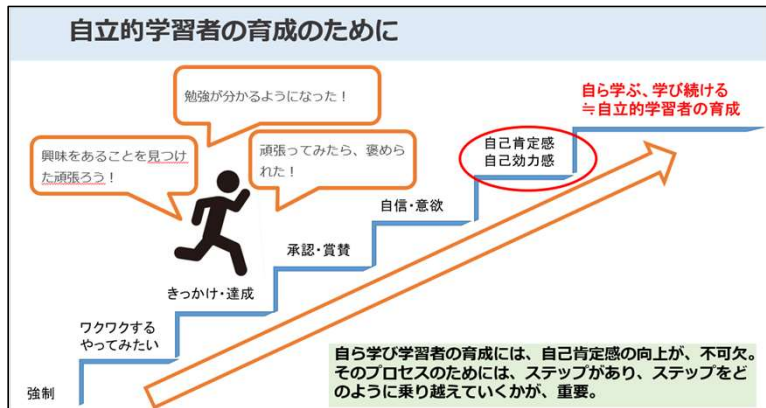 自立的学習者の育成のために
勉強が分かるようになった！
興味をあることを見つけ
た頑張ろう！
頑張ってみたら、褒めら
れた！
自ら学ぶ、学び続ける
≒自立的学習者の育成
自己肯定感
自己効力感
自信・意欲
承認・賞賛
きっかけ・達成
ワクワクする
やってみたい
強制
自ら学び学習者の育成には、自己肯定感の向上が、不可欠。
そのプロセスのためには、ステップがあり、ステップをど
のように乗り越えていくかが、重要。